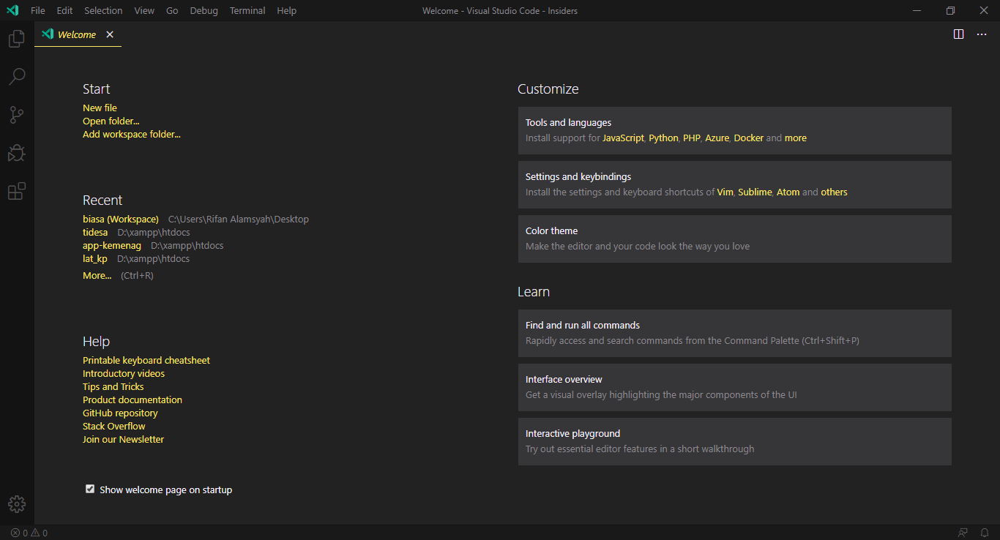 File Edit Selection View Go Debug Terminal Help
Welcome - Visual Studio Code - Insiders
Welcome
Start
New file
Open folder...
Add workspace folder...
Recent
biasa (Workspace) C:\Users\Rifan Alamsyah\Desktop
tidesa D:\xampp\htdocs
app-kemenag D:\xampp\htdocs
lat_kp D:\xampp\htdocs
More... (Ctrl+R)
Help
Printable keyboard cheatsheet
Introductory videos
Tips and Tricks
Product documentation
GitHub repository
Stack Overflow
Join our Newsletter
Show welcome page on startup
Customize
Tools and languages
Install support for JavaScript, Python, PHP, Azure, Docker and more
Settings and keybindings
Install the settings and keyboard shortcuts of Vim, Sublime, Atom and others
Color theme
Make the editor and your code look the way you love
Learn
Find and run all commands
Rapidly access and search commands from the Command Palette (Ctrl+Shift+P)
Interface overview
Get a visual overlay highlighting the major components of the UI
Interactive playground
Try out essential editor features in a short walkthrough
0 0